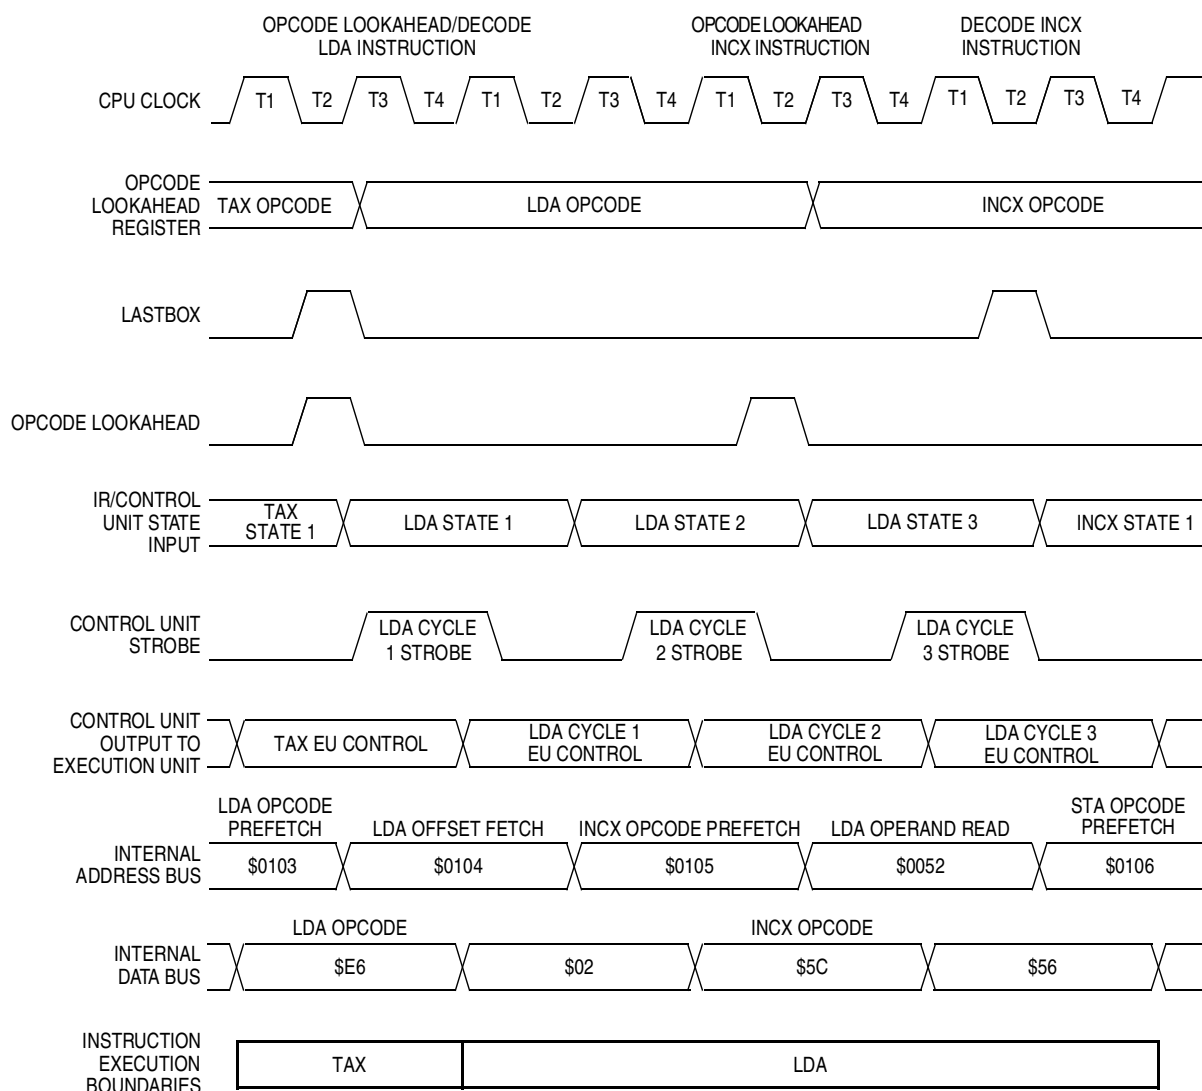 OPCODE LOOKAHEAD/DECODE
LDA INSTRUCTION
OPCODE LOOKAHEAD
INCX INSTRUCTION
DECODE INCX
INSTRUCTION
CPU CLOCK
T1 T2 T3 T4 T1 T2 T3 T4 T1 T2 T3 T4 T1 T2 T3 T4
OPCODE
LOOKAHEAD
REGISTER
TAX OPCODE
LDA OPCODE
INCX OPCODE
LASTBOX
OPCODE LOOKAHEAD
IR/CONTROL
UNIT STATE
INPUT
TAX
STATE 1
LDA STATE 1
LDA STATE 2
LDA STATE 3
INCX STATE 1
CONTROL UNIT
STROBE
LDA CYCLE
1 STROBE
LDA CYCLE
2 STROBE
LDA CYCLE
3 STROBE
CONTROL UNIT
OUTPUT TO
EXECUTION UNIT
TAX EU CONTROL
LDA CYCLE 1
EU CONTROL
LDA CYCLE 2
EU CONTROL
LDA CYCLE 3
EU CONTROL
LDA OPCODE
PREFETCH
LDA OFFSET FETCH
INCX OPCODE PREFETCH
LDA OPERAND READ
STA OPCODE
PREFETCH
INTERNAL
ADDRESS BUS
$0103
$0104
$0105
$0052
$0106
LDA OPCODE
INCX OPCODE
INTERNAL
DATA BUS
$E6
$02
$5C
$56
INSTRUCTION
EXECUTION
BOUNDARIES
TAX
LDA